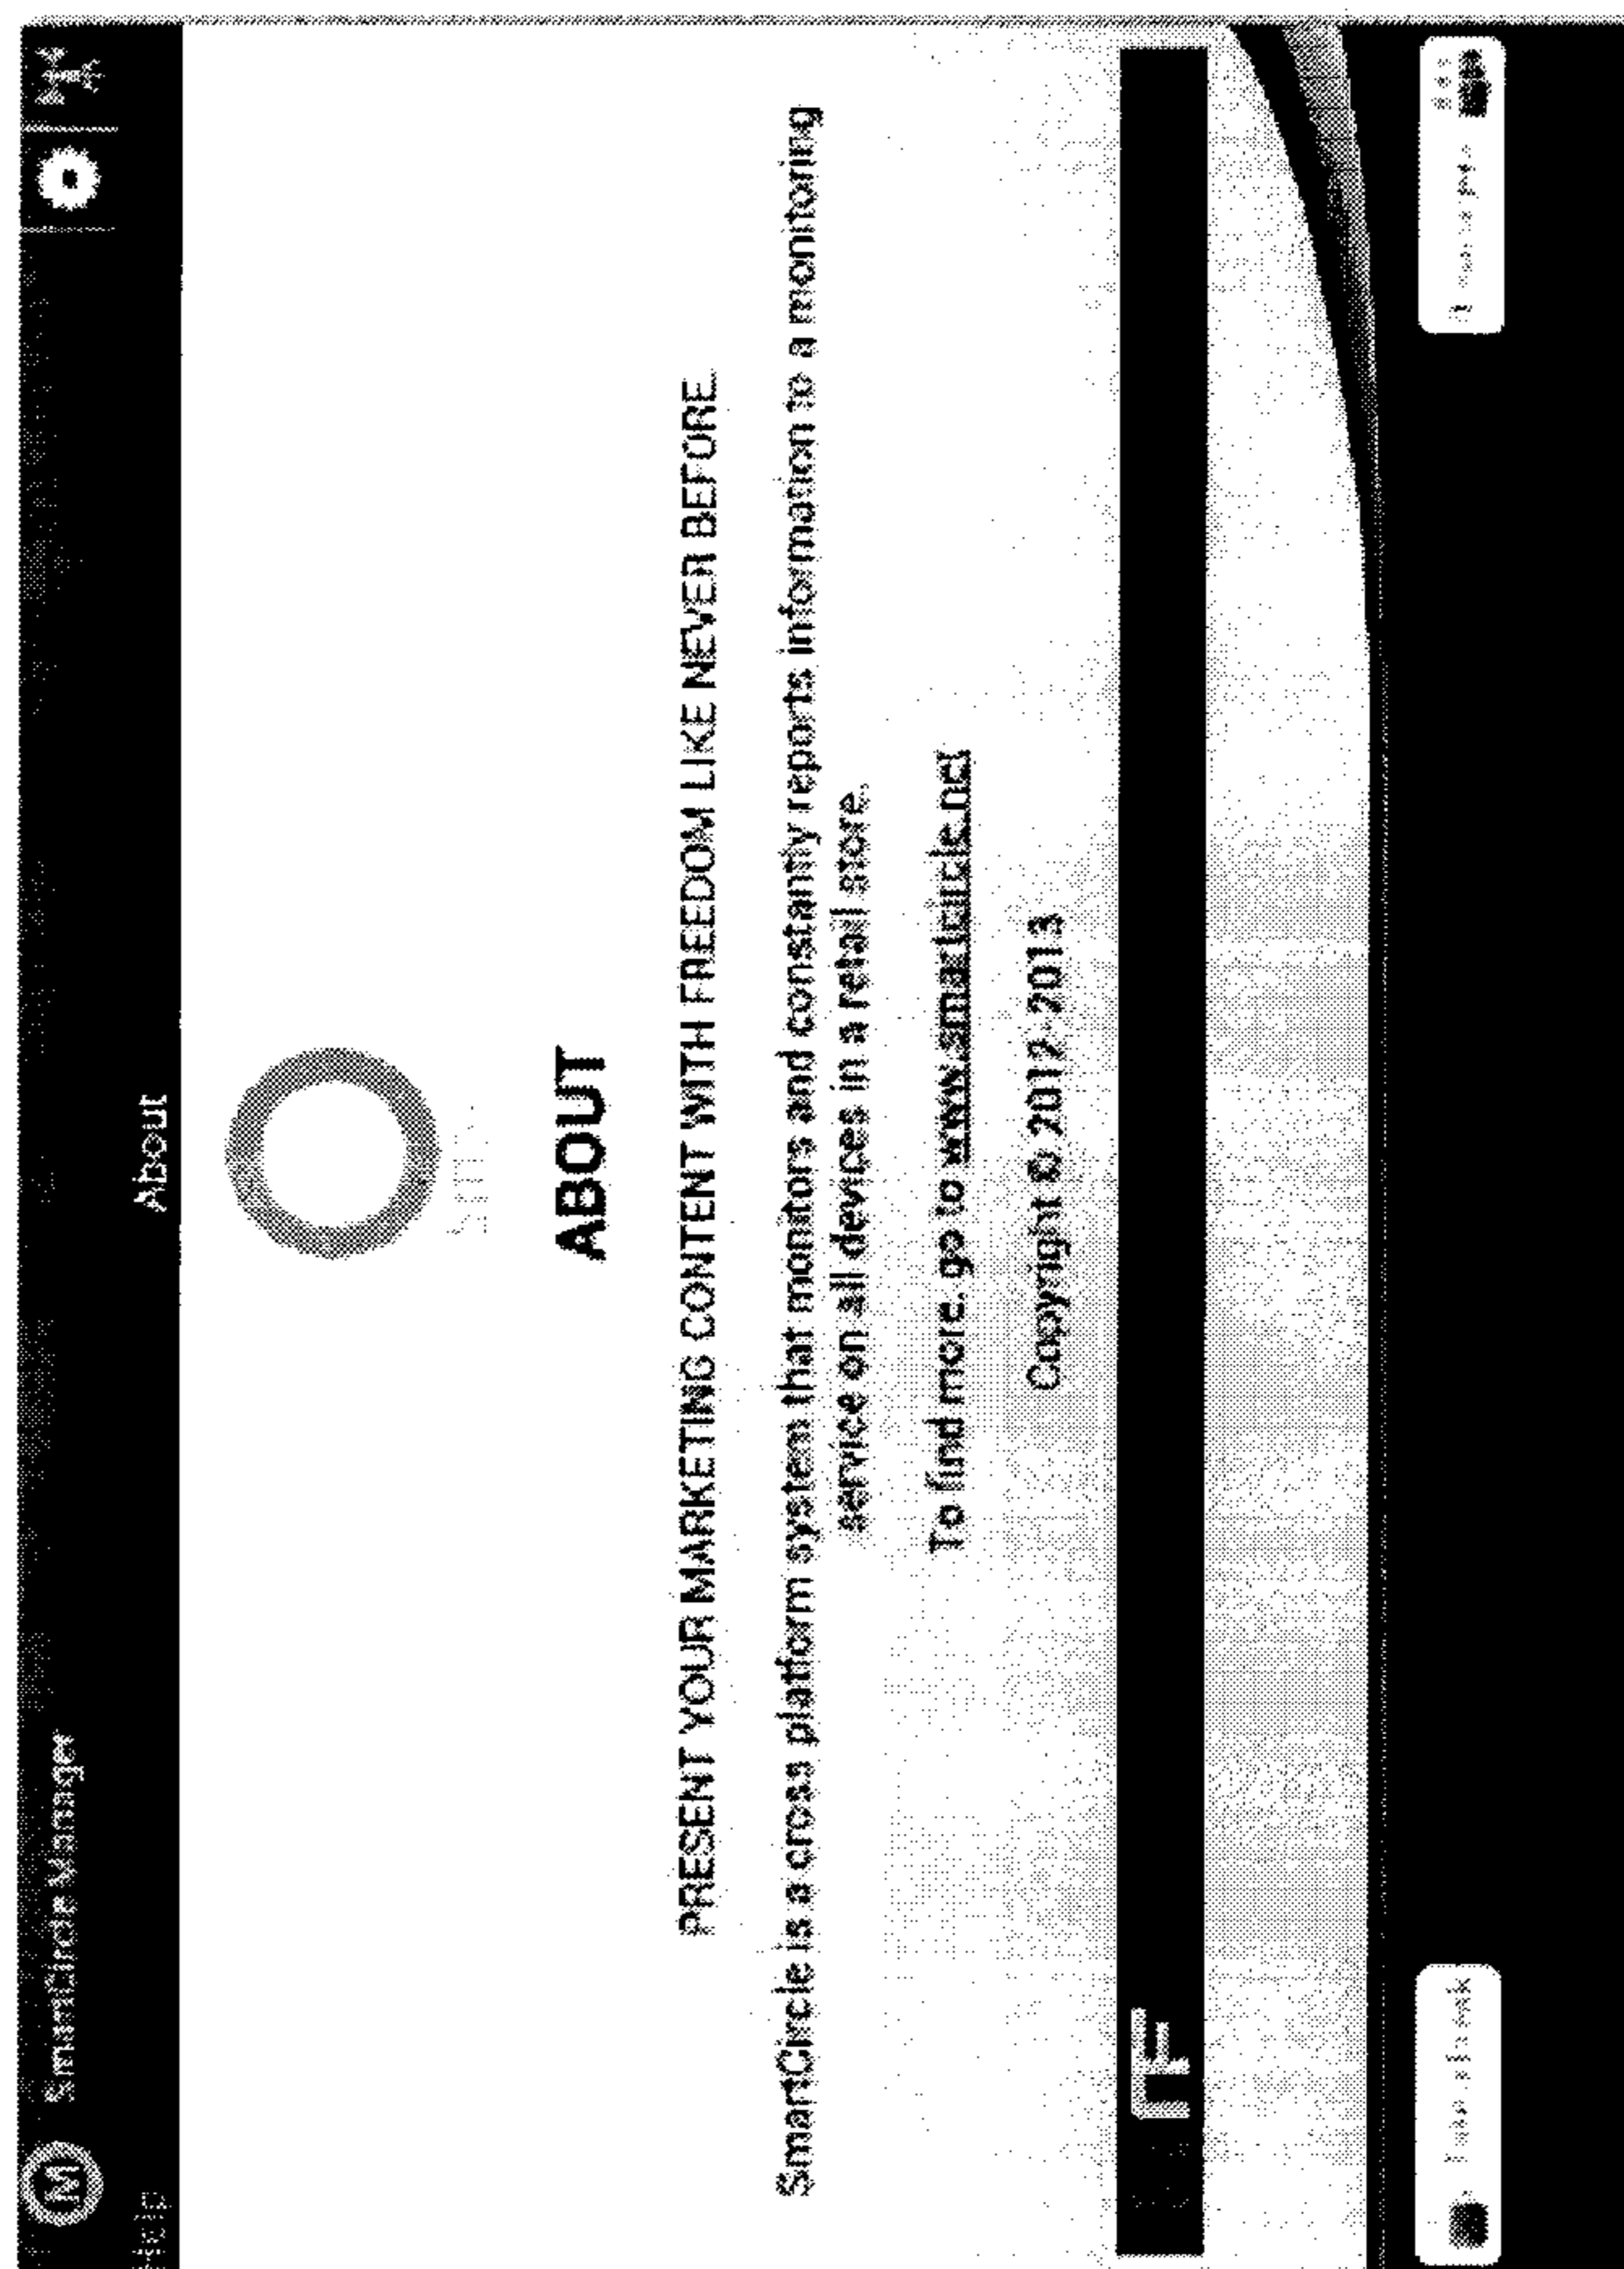 SmartCircle Manager
Help
About
ABOUT
PRESENT YOUR MARKETING CONTENT WITH FREEDOM LIKE NEVER BEFORE.
SmartCircle is a cross platform system that monitors and constantly reports information to a monitoring
service on all devices in a retail store.
To find more, go to www.smartcircle.net
Copyright © 2012-2013